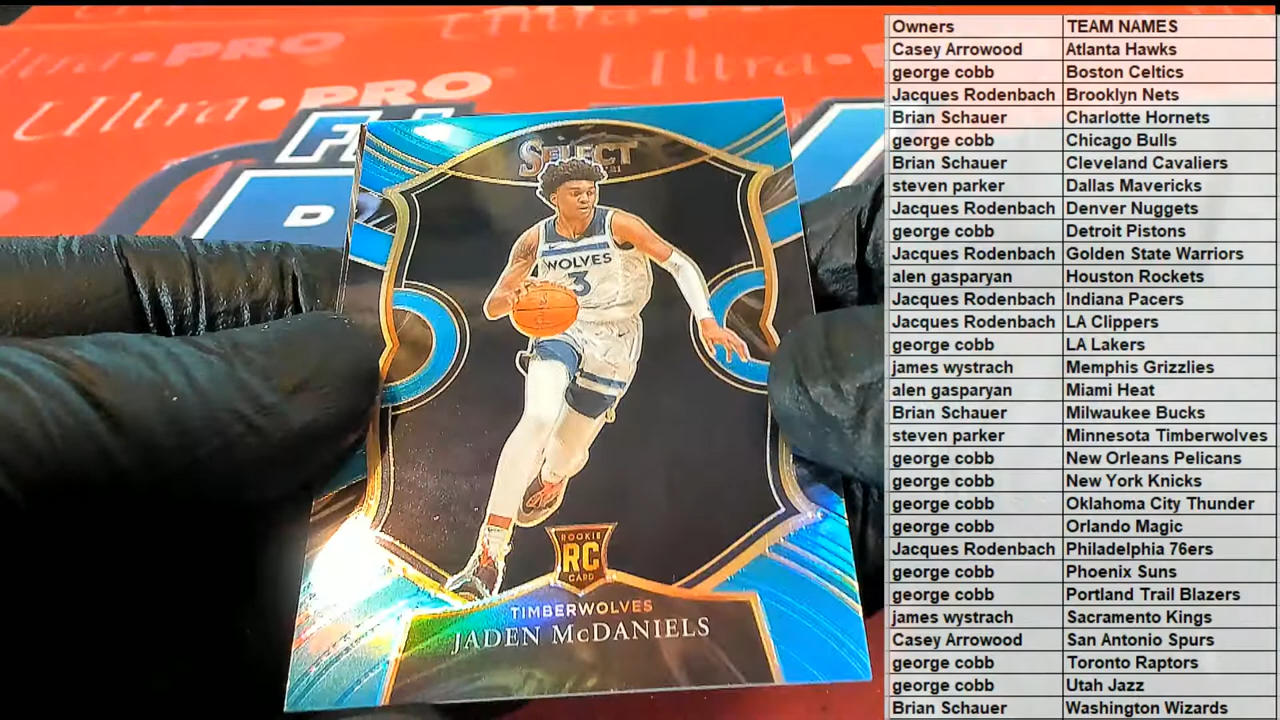 Ultra PRO
Ultra PRO
Ultra PRO
D
SELECT
WOLVES
3
ROOKIE
RC
CARD
TIMBERWOLVES
JADEN McDANIELS
Owners TEAM NAMES
Casey Arrowood Atlanta Hawks
george cobb Boston Celtics
Jacques Rodenbach Brooklyn Nets
Brian Schauer Charlotte Hornets
george cobb Chicago Bulls
Brian Schauer Cleveland Cavaliers
steven parker Dallas Mavericks
Jacques Rodenbach Denver Nuggets
george cobb Detroit Pistons
Jacques Rodenbach Golden State Warriors
alen gasparyan Houston Rockets
Jacques Rodenbach Indiana Pacers
Jacques Rodenbach LA Clippers
george cobb LA Lakers
james wystrach Memphis Grizzlies
alen gasparyan Miami Heat
Brian Schauer Milwaukee Bucks
steven parker Minnesota Timberwolves
george cobb New Orleans Pelicans
george cobb New York Knicks
george cobb Oklahoma City Thunder
george cobb Orlando Magic
Jacques Rodenbach Philadelphia 76ers
george cobb Phoenix Suns
george cobb Portland Trail Blazers
james wystrach Sacramento Kings
Casey Arrowood San Antonio Spurs
george cobb Toronto Raptors
george cobb Utah Jazz
Brian Schauer Washington Wizards